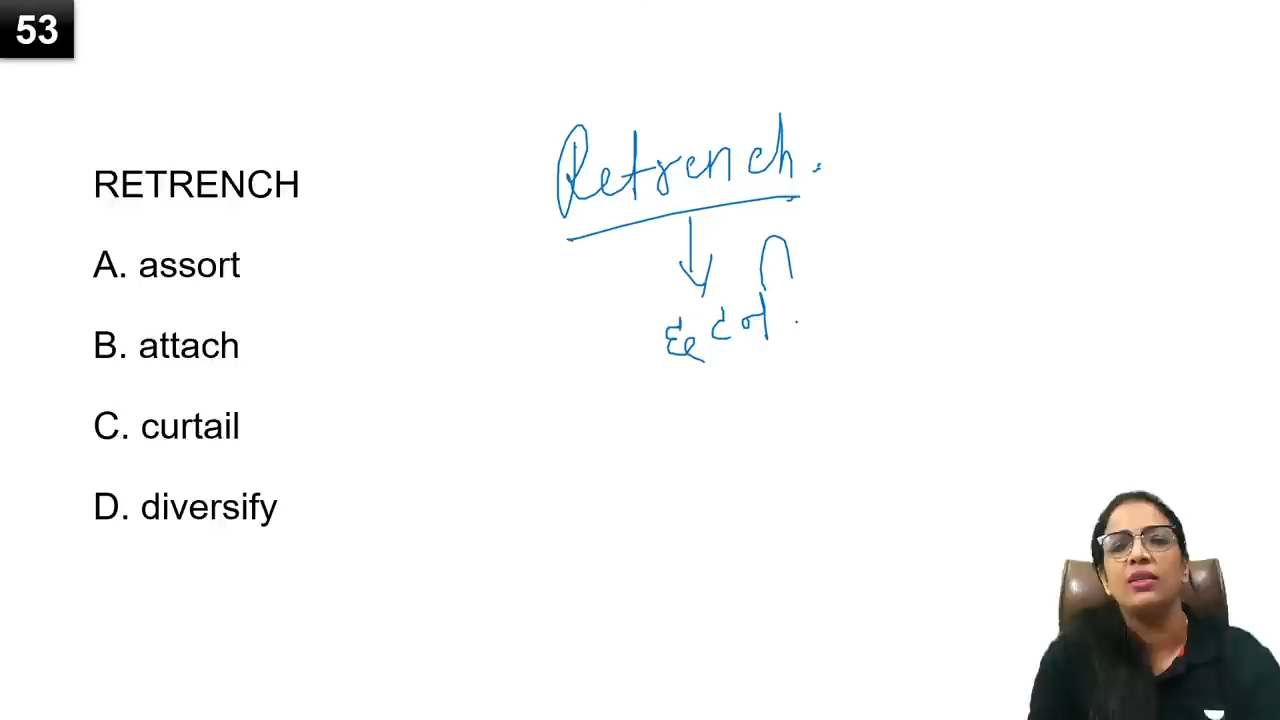 53
RETRENCH
A. assort
B. attach
C. curtail
D. diversify
Retrench.